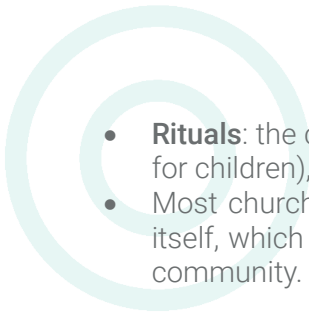 ● Rituals: the
for children),
● Most church
itself, which
community.